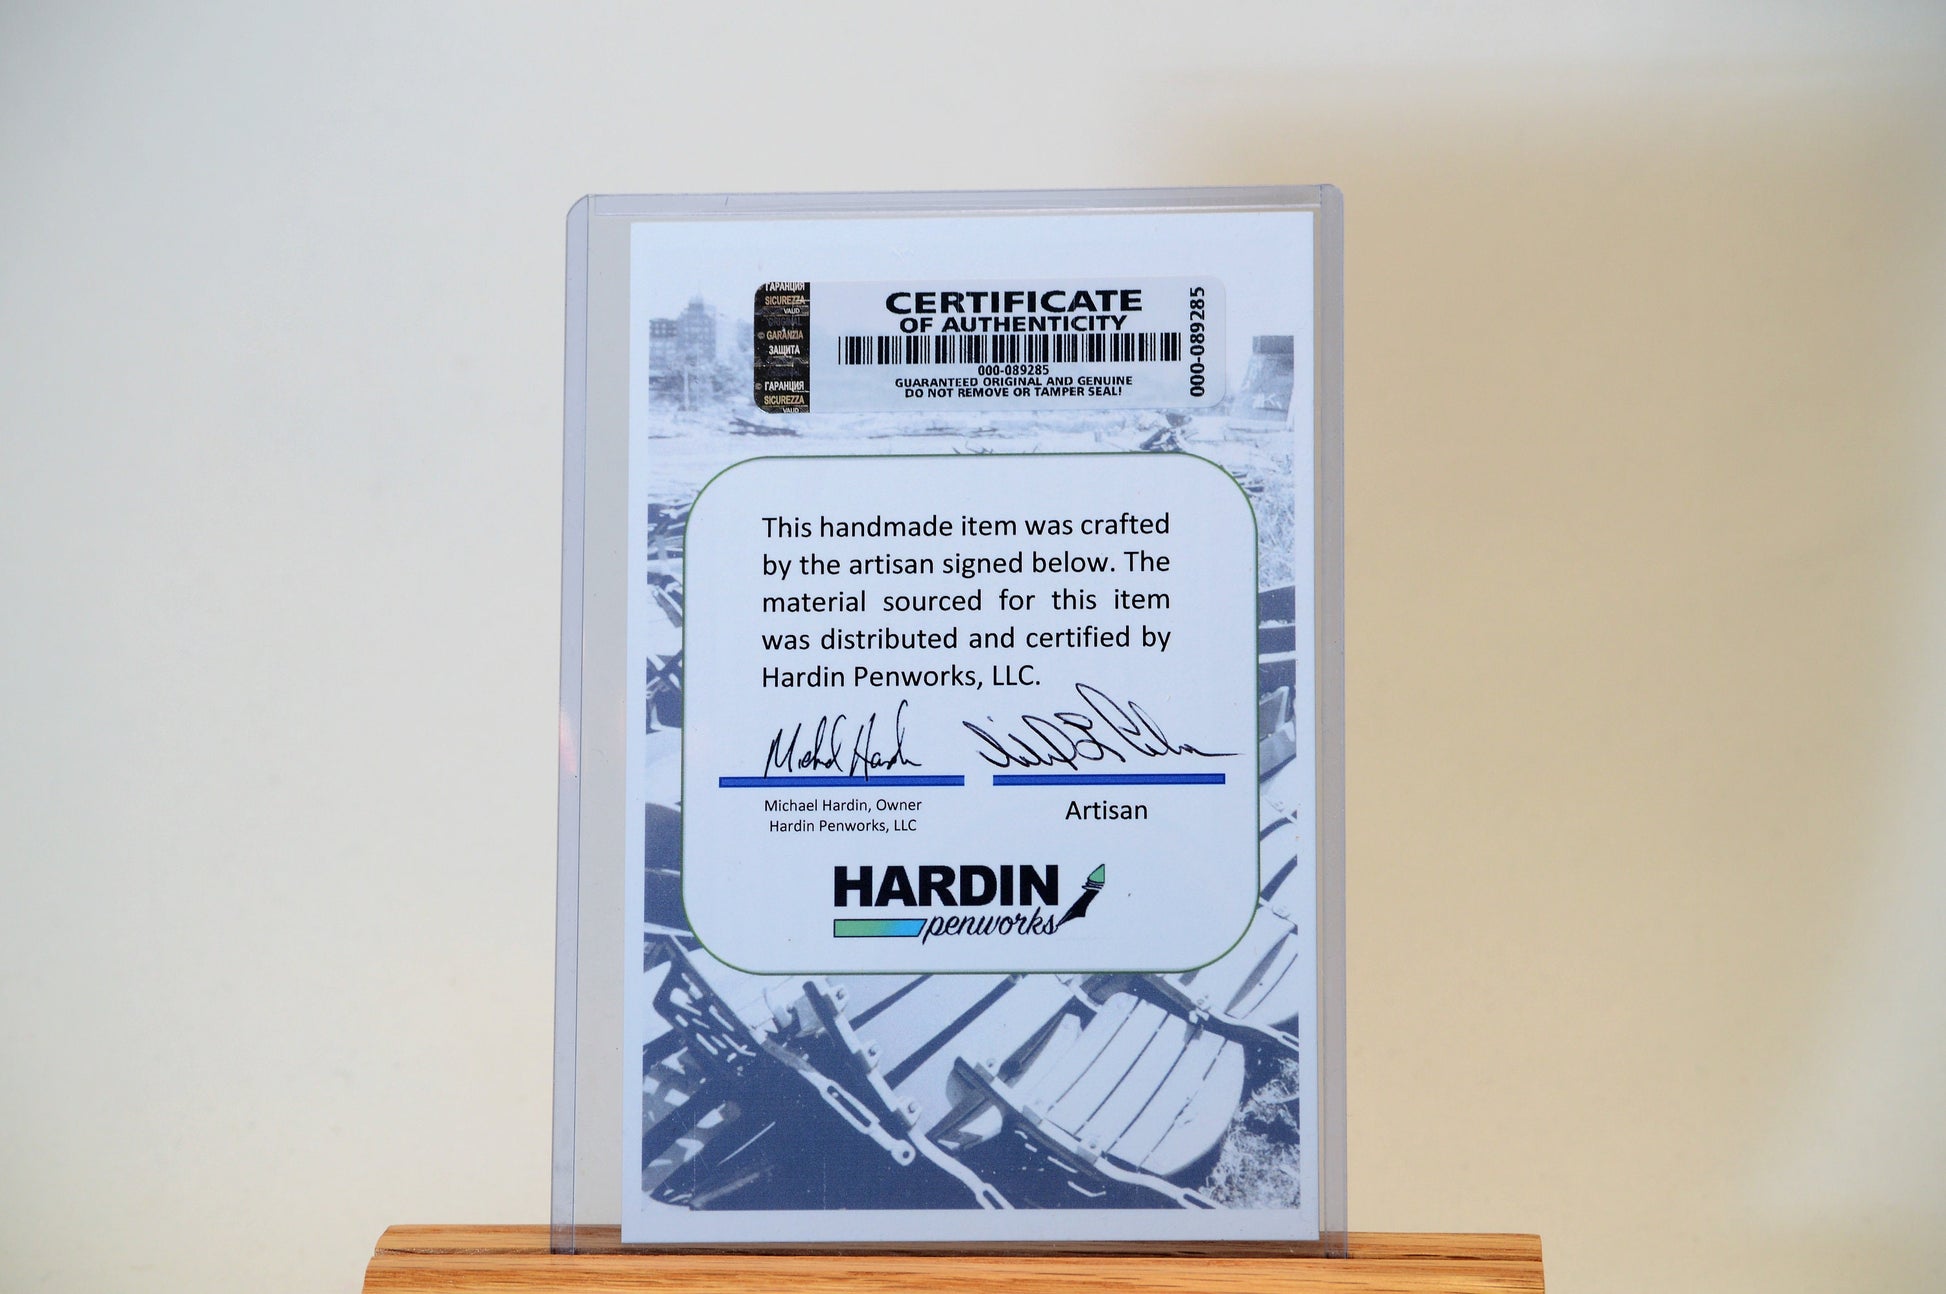 ГАРАНЦИЯ
SICUREZZA
VALID
ORIGINAL
© GARANZIA
ЗАЩИТА
© ГАРАНЦИЯ
SICUREZZA
VALID
CERTIFICATE
OF AUTHENTICITY
000-089285
GUARANTEED ORIGINAL AND GENUINE
DO NOT REMOVE OR TAMPER SEAL!
000-089285
This handmade item was crafted
by the artisan signed below. The
material sourced for this item
was distributed and certified by
Hardin Penworks, LLC.
Michael Hardin
Michael Hardin, Owner
Hardin Penworks, LLC
Artisan
HARDIN
penworks